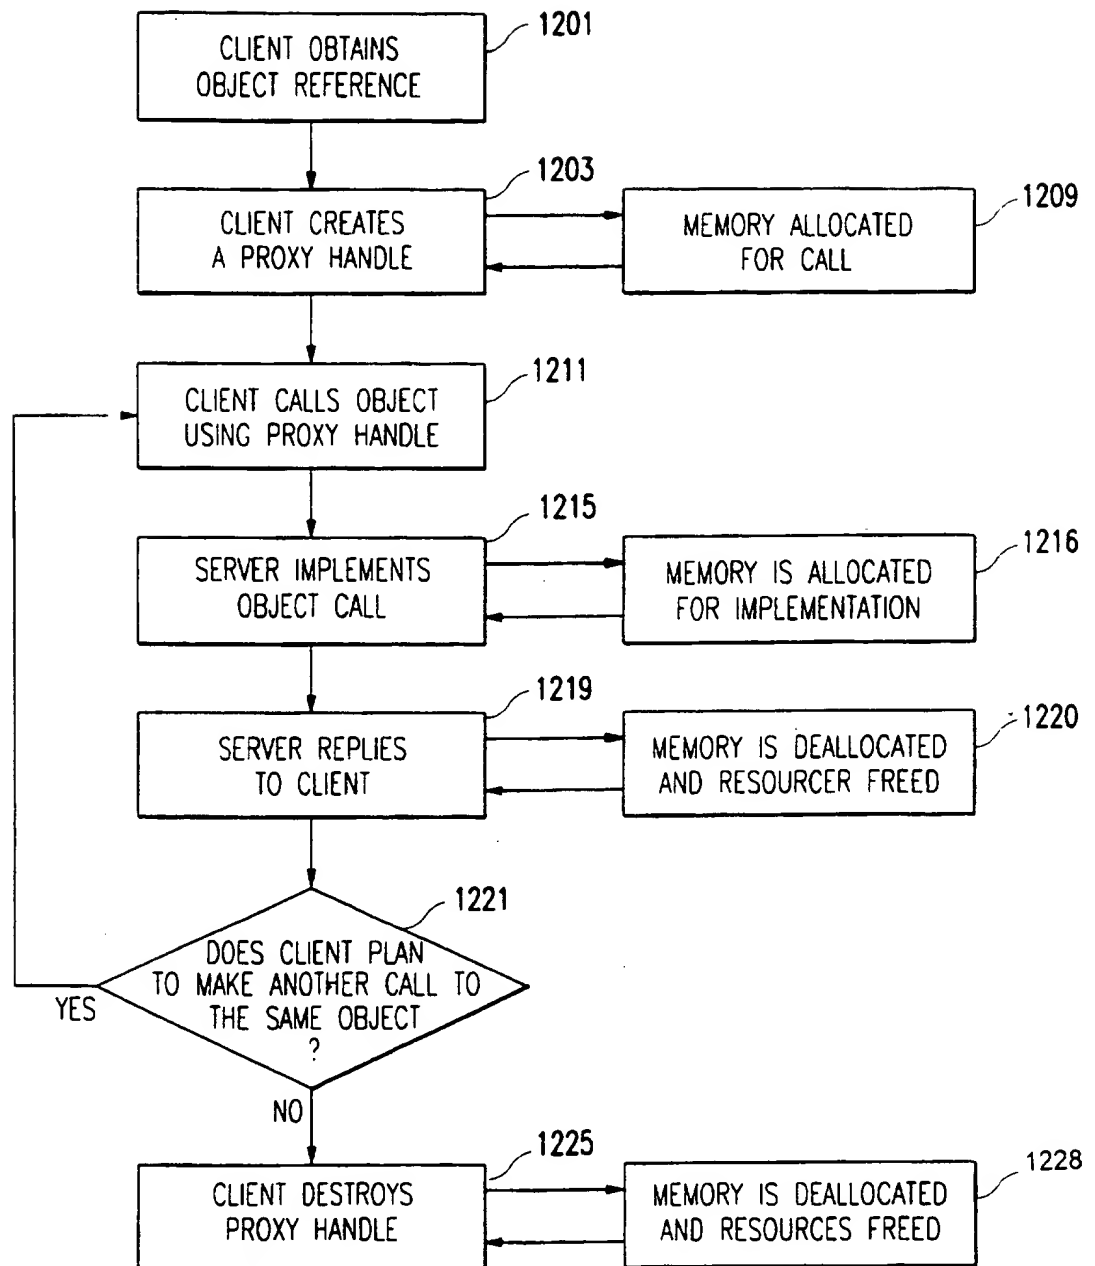 1201
CLIENT OBTAINS
OBJECT REFERENCE
1203
CLIENT CREATES
A PROXY HANDLE
1209
MEMORY ALLOCATED
FOR CALL
1211
CLIENT CALLS OBJECT
USING PROXY HANDLE
1215
SERVER IMPLEMENTS
OBJECT CALL
1216
MEMORY IS ALLOCATED
FOR IMPLEMENTATION
1219
SERVER REPLIES
TO CLIENT
1220
MEMORY IS DEALLOCATED
AND RESOURCER FREED
1221
DOES CLIENT PLAN
TO MAKE ANOTHER CALL TO
THE SAME OBJECT
?
YES
NO
1225
CLIENT DESTROYS
PROXY HANDLE
1228
MEMORY IS DEALLOCATED
AND RESOURCES FREED